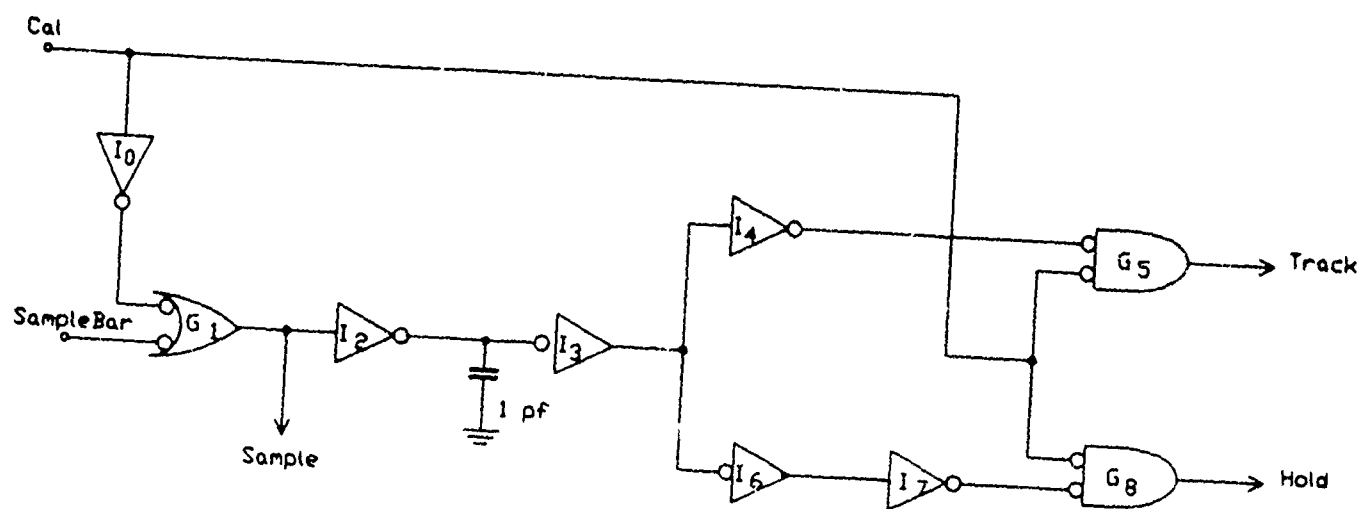 Cal
I0
I4
G5
Track
SampleBar
G1
I2
I3
1 pf
Sample
I6
I7
G8
Hold